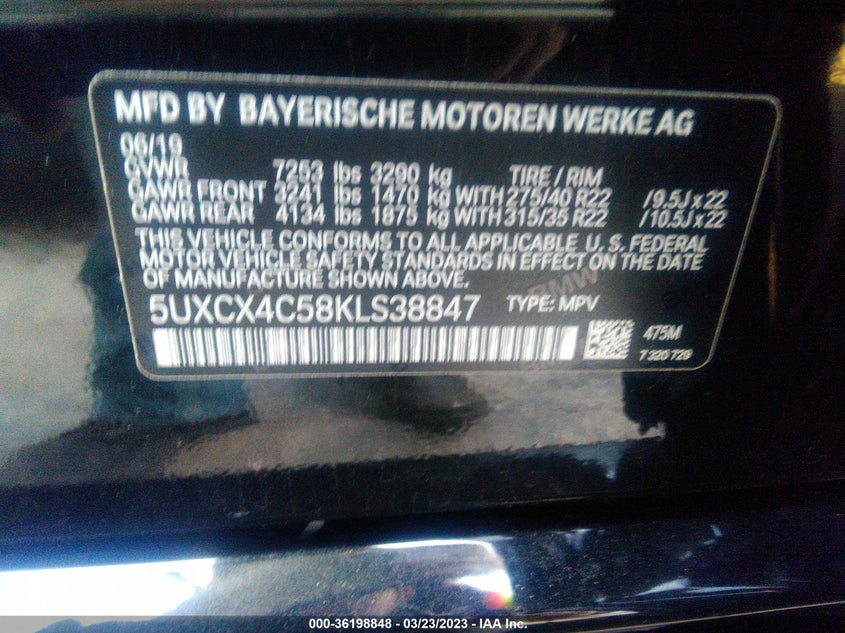 MFD BY BAYERISCHE MOTOREN WERKE AG
06/19
GVWR 7253 lbs 3290 kg TIRE / RIM
GAWR FRONT 3241 lbs 1470 kg WITH 275/40 R22 /9.5J x 22
GAWR REAR 4134 lbs 1875 kg WITH 315/35 R22 /10.5J x 22
THIS VEHICLE CONFORMS TO ALL APPLICABLE U. S. FEDERAL
MOTOR VEHICLE SAFETY STANDARDS IN EFFECT ON THE DATE
OF MANUFACTURE SHOWN ABOVE.
5UXCX4C58KLS38847 TYPE: MPV
475M
7 320 729
000-36198848 - 03/23/2023 - IAA Inc.